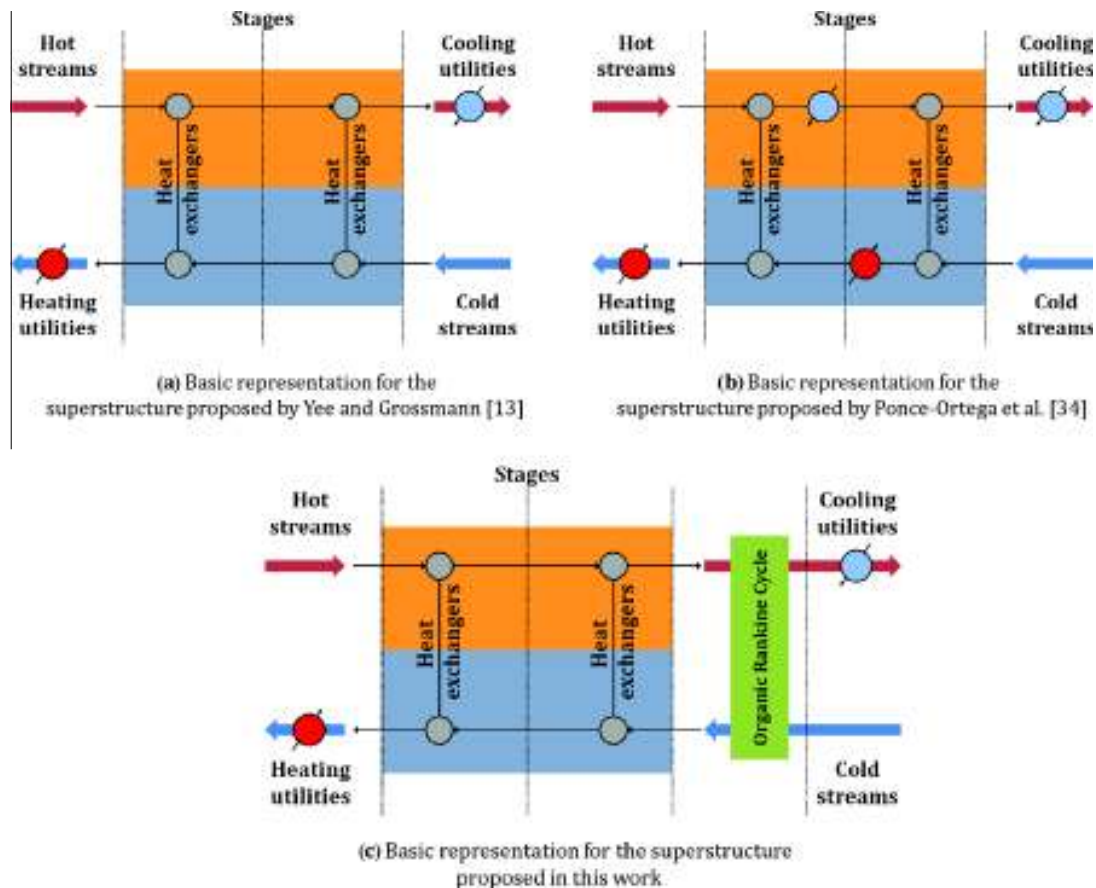 Stages
Hot
streams
Cooling
utilities
Heat
exchangers
Heat
exchangers
Heating
utilities
Cold
streams
(a) Basic representation for the
superstructure proposed by Yee and Grossmann [13]
Stages
Hot
streams
Cooling
utilities
Heat
exchangers
Heat
exchangers
Heating
utilities
Cold
streams
(b) Basic representation for the
superstructure proposed by Ponce-Ortega et al. [34]
Stages
Hot
streams
Cooling
utilities
Heat
exchangers
Heat
exchangers
Organic Rankine Cycle
Heating
utilities
Cold
streams
(c) Basic representation for the superstructure
proposed in this work